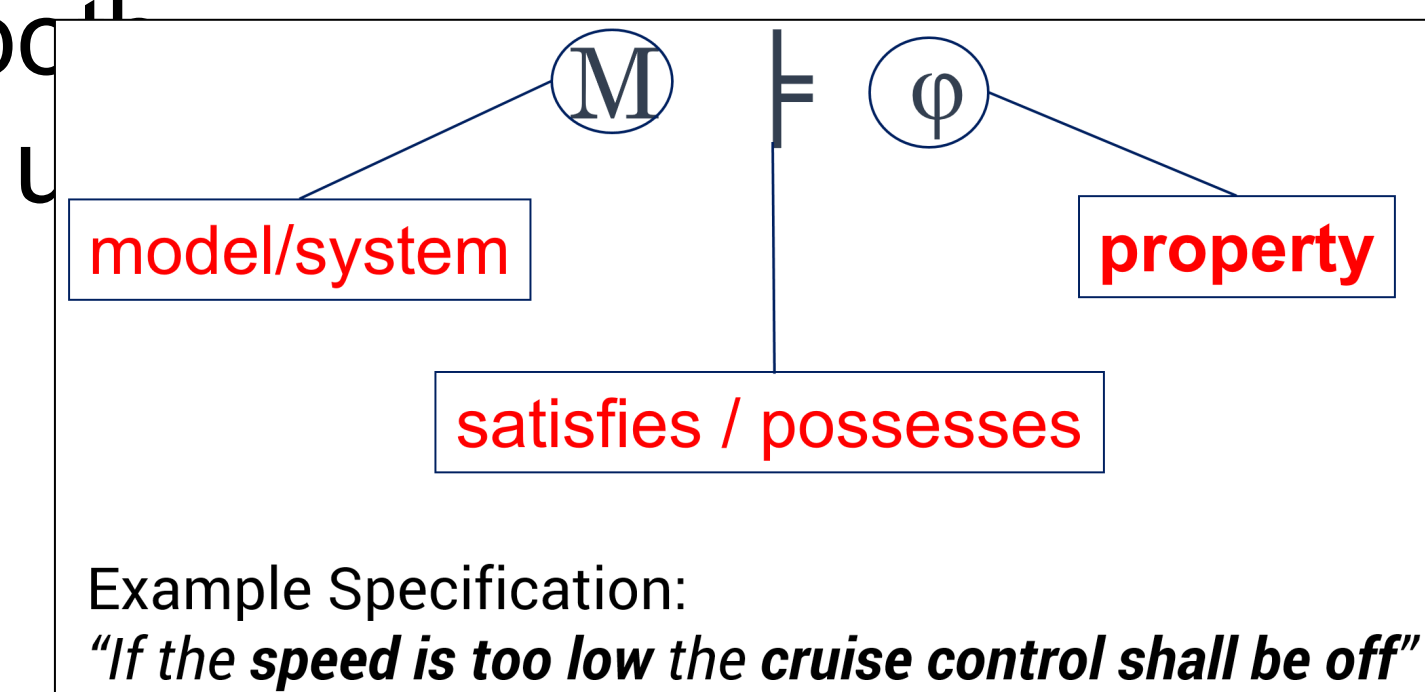 M ⊨ φ
model/system
property
satisfies / possesses
Example Specification:
“If the speed is too low the cruise control shall be off”